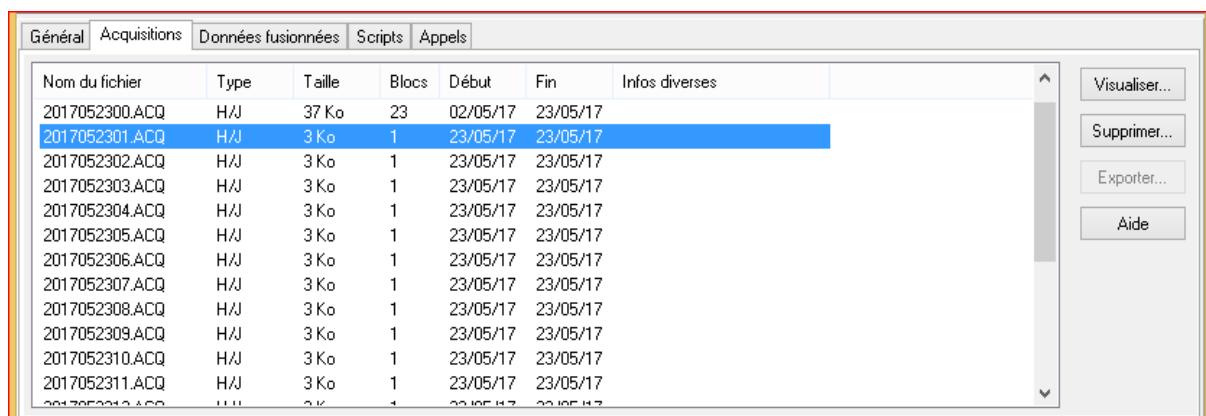 Général Acquisitions Données fusionnées Scripts Appels
Nom du fichier Type Taille Blocs Début Fin Infos diverses
Visualiser...
2017052300.ACQ H/J 37 Ko 23 02/05/17 23/05/17
2017052301.ACQ H/J 3 Ko 1 23/05/17 23/05/17
Supprimer...
2017052302.ACQ H/J 3 Ko 1 23/05/17 23/05/17
2017052303.ACQ H/J 3 Ko 1 23/05/17 23/05/17
Exporter...
2017052304.ACQ H/J 3 Ko 1 23/05/17 23/05/17
2017052305.ACQ H/J 3 Ko 1 23/05/17 23/05/17
Aide
2017052306.ACQ H/J 3 Ko 1 23/05/17 23/05/17
2017052307.ACQ H/J 3 Ko 1 23/05/17 23/05/17
2017052308.ACQ H/J 3 Ko 1 23/05/17 23/05/17
2017052309.ACQ H/J 3 Ko 1 23/05/17 23/05/17
2017052310.ACQ H/J 3 Ko 1 23/05/17 23/05/17
2017052311.ACQ H/J 3 Ko 1 23/05/17 23/05/17